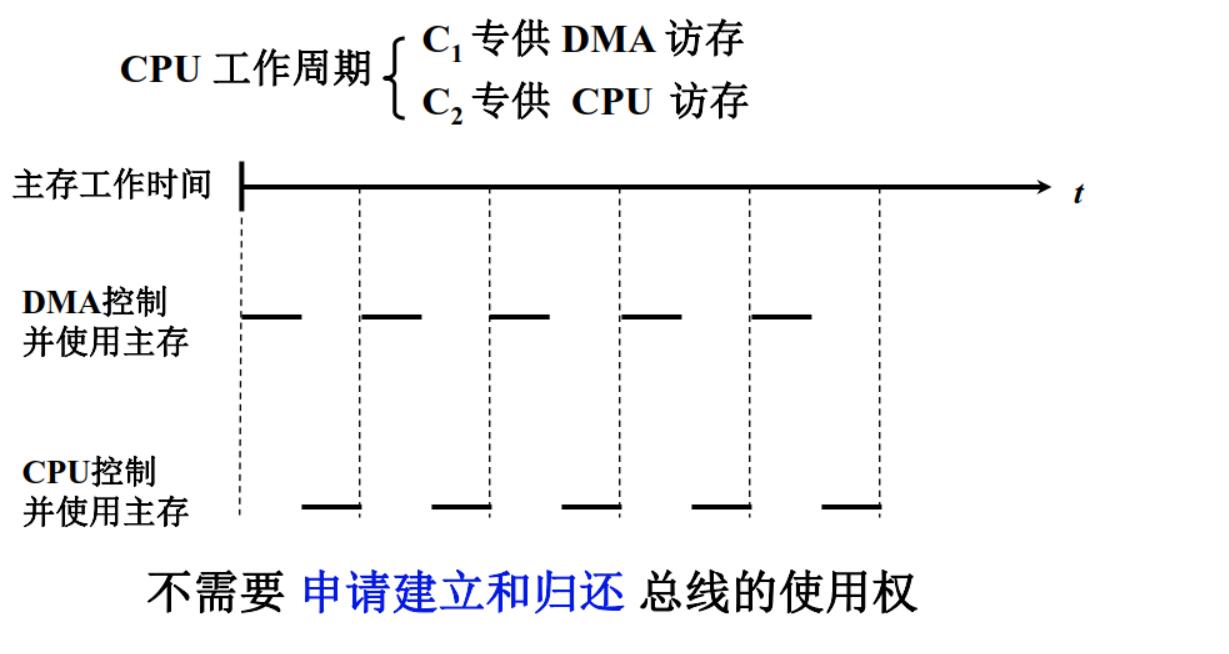 CPU 工作周期
C1 专供 DMA 访存
C2 专供 CPU 访存
主存工作时间
t
DMA控制
并使用主存
CPU控制
并使用主存
不需要 申请建立和归还 总线的使用权